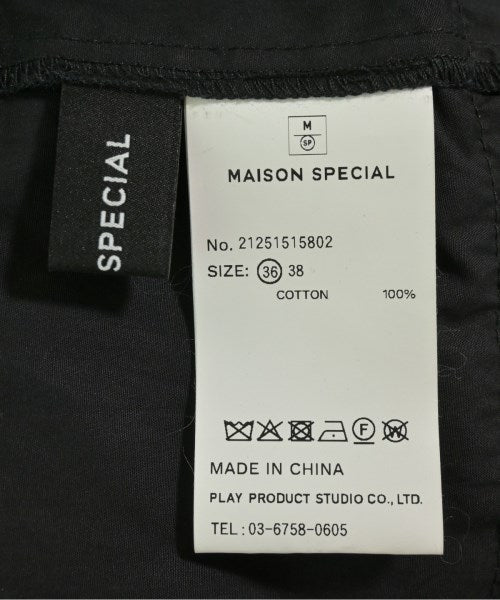 SPECIAL
M
SP
MAISON SPECIAL
No. 21251515802
SIZE: 36 38
COTTON 100%
F
W
MADE IN CHINA
PLAY PRODUCT STUDIO CO., LTD.
TEL: 03-6758-0605